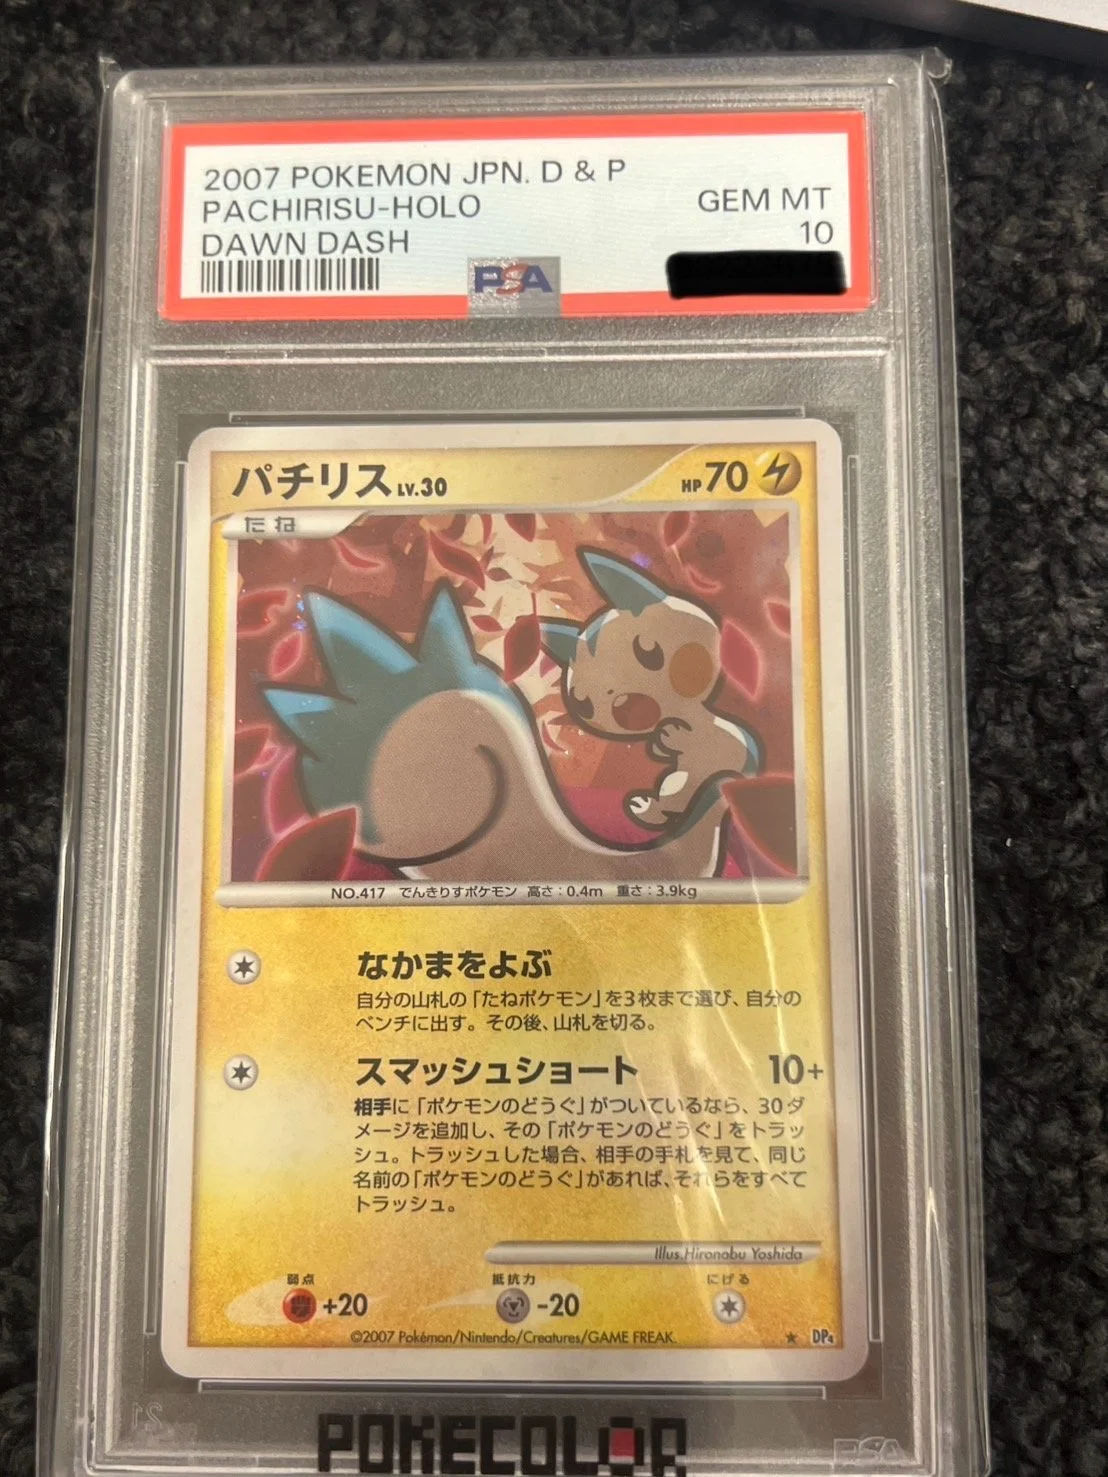 2007 POKEMON JPN. D & P
PACHIRISU-HOLO GEM MT
DAWN DASH 10
PSA
パチリス LV.30 HP 70
たね
NO.417 でんきりすポケモン 高さ:0.4m 重さ:3.9kg
なかまをよぶ
自分の山札の「たねポケモン」を3枚まで選び、自分の
ベンチに出す。その後、山札を切る。
スマッシュショート 10+
相手に「ポケモンのどうぐ」がついているなら、30ダ
メージを追加し、その「ポケモンのどうぐ」をトラッ
シュ。トラッシュした場合、相手の手札を見て、同じ
名前の「ポケモンのどうぐ」があれば、それらをすべて
トラッシュ。
Illus.Hironobu Yoshida
弱点 抵抗力 にげる
+20 -20
©2007 Pokémon/Nintendo/Creatures/GAME FREAK. ★ DP4
POKECOLOR
PSA